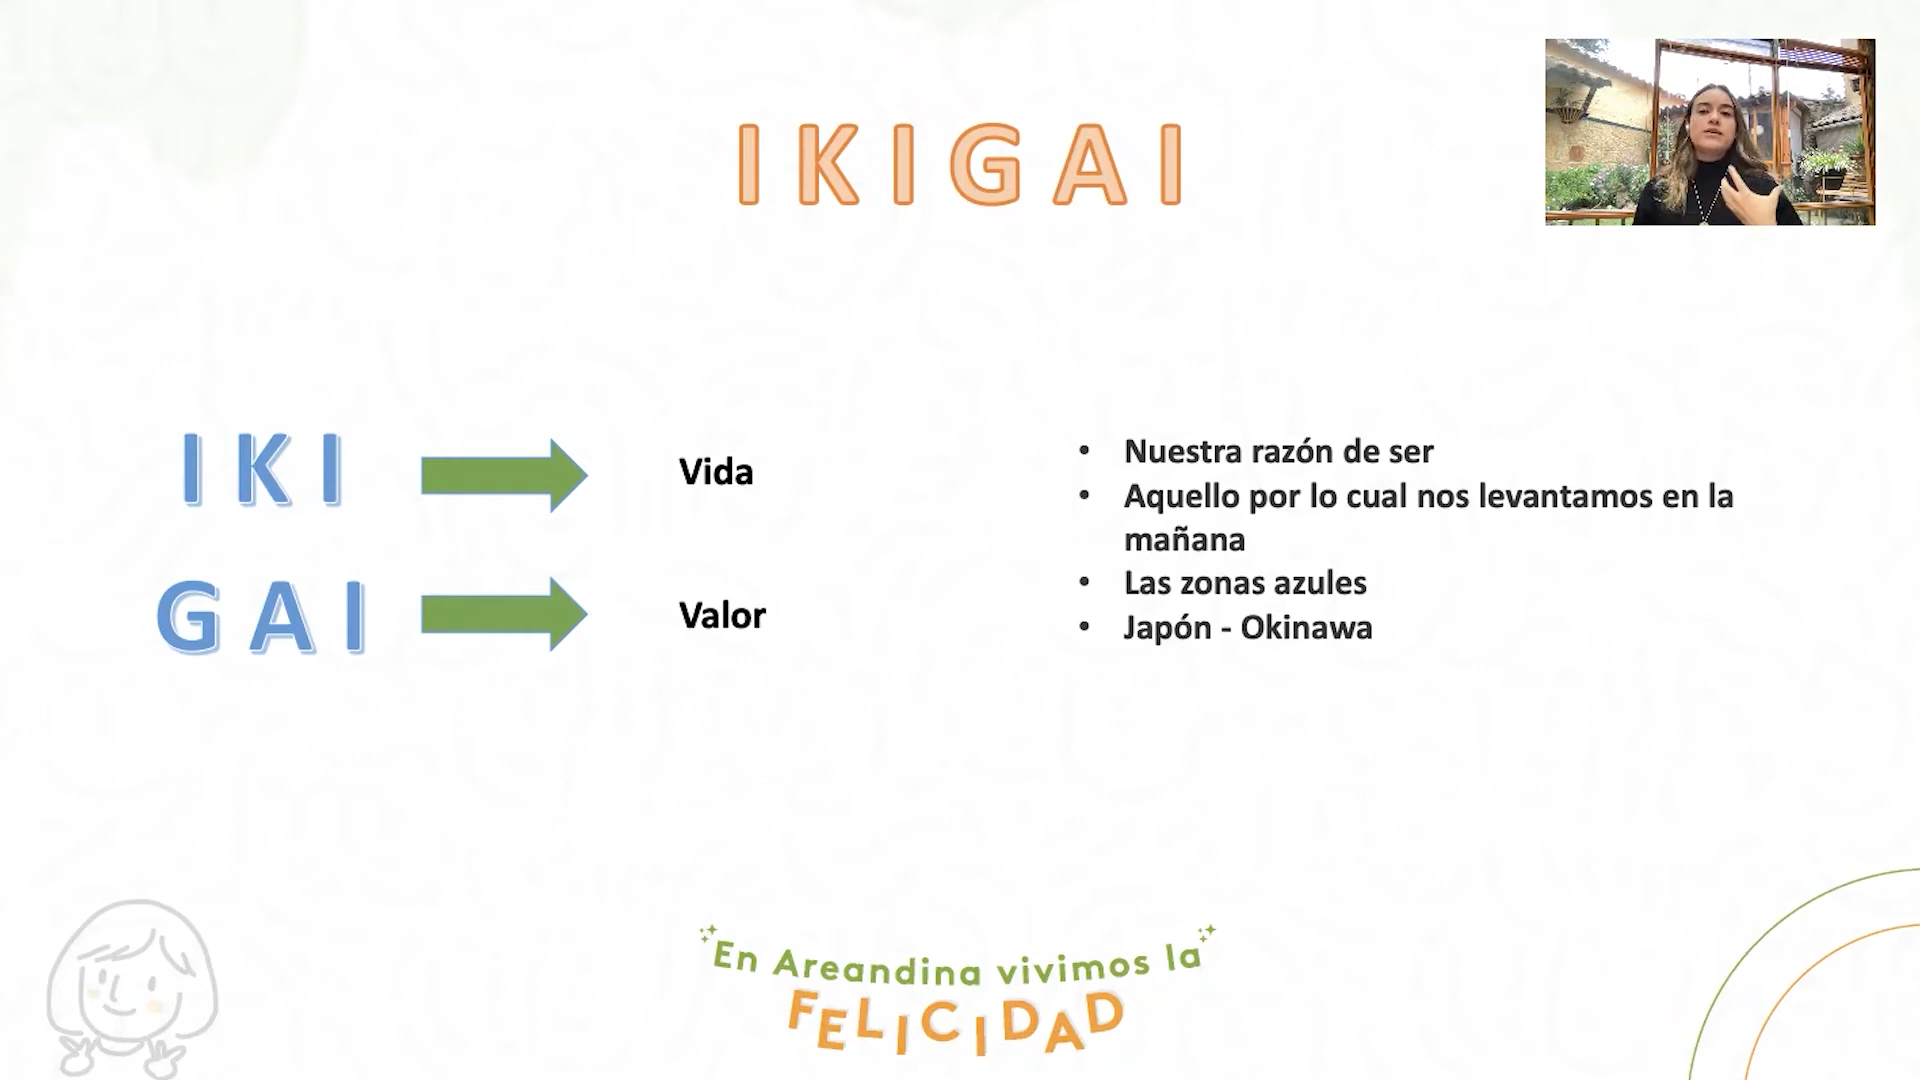 IKIGAI
IKI
Vida
GAI
Valor
• Nuestra razón de ser
• Aquello por lo cual nos levantamos en la
mañana
• Las zonas azules
• Japón - Okinawa
En Areandina vivimos la
FELICIDAD